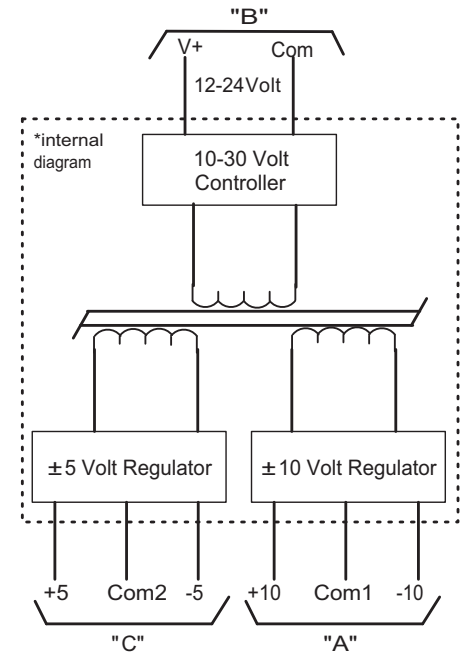 "B"
V+ Com
12-24Volt
*internal
diagram
10-30 Volt
Controller
±5 Volt Regulator
±10 Volt Regulator
+5 Com2 -5
+10 Com1 -10
"C"
"A"